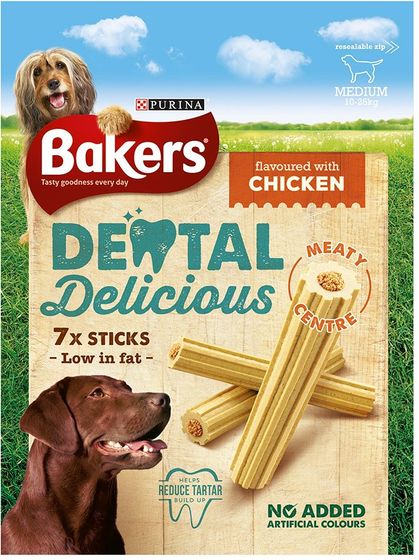 resealable zip
MEDIUM
10-25kg
PURINA
Bakers®
Tasty goodness every day
flavoured with
CHICKEN
DENTAL
Delicious
MEATY
CENTRE
7x STICKS
- Low in fat -
HELPS
REDUCE TARTAR
BUILD UP
NO ADDED
ARTIFICIAL COLOURS